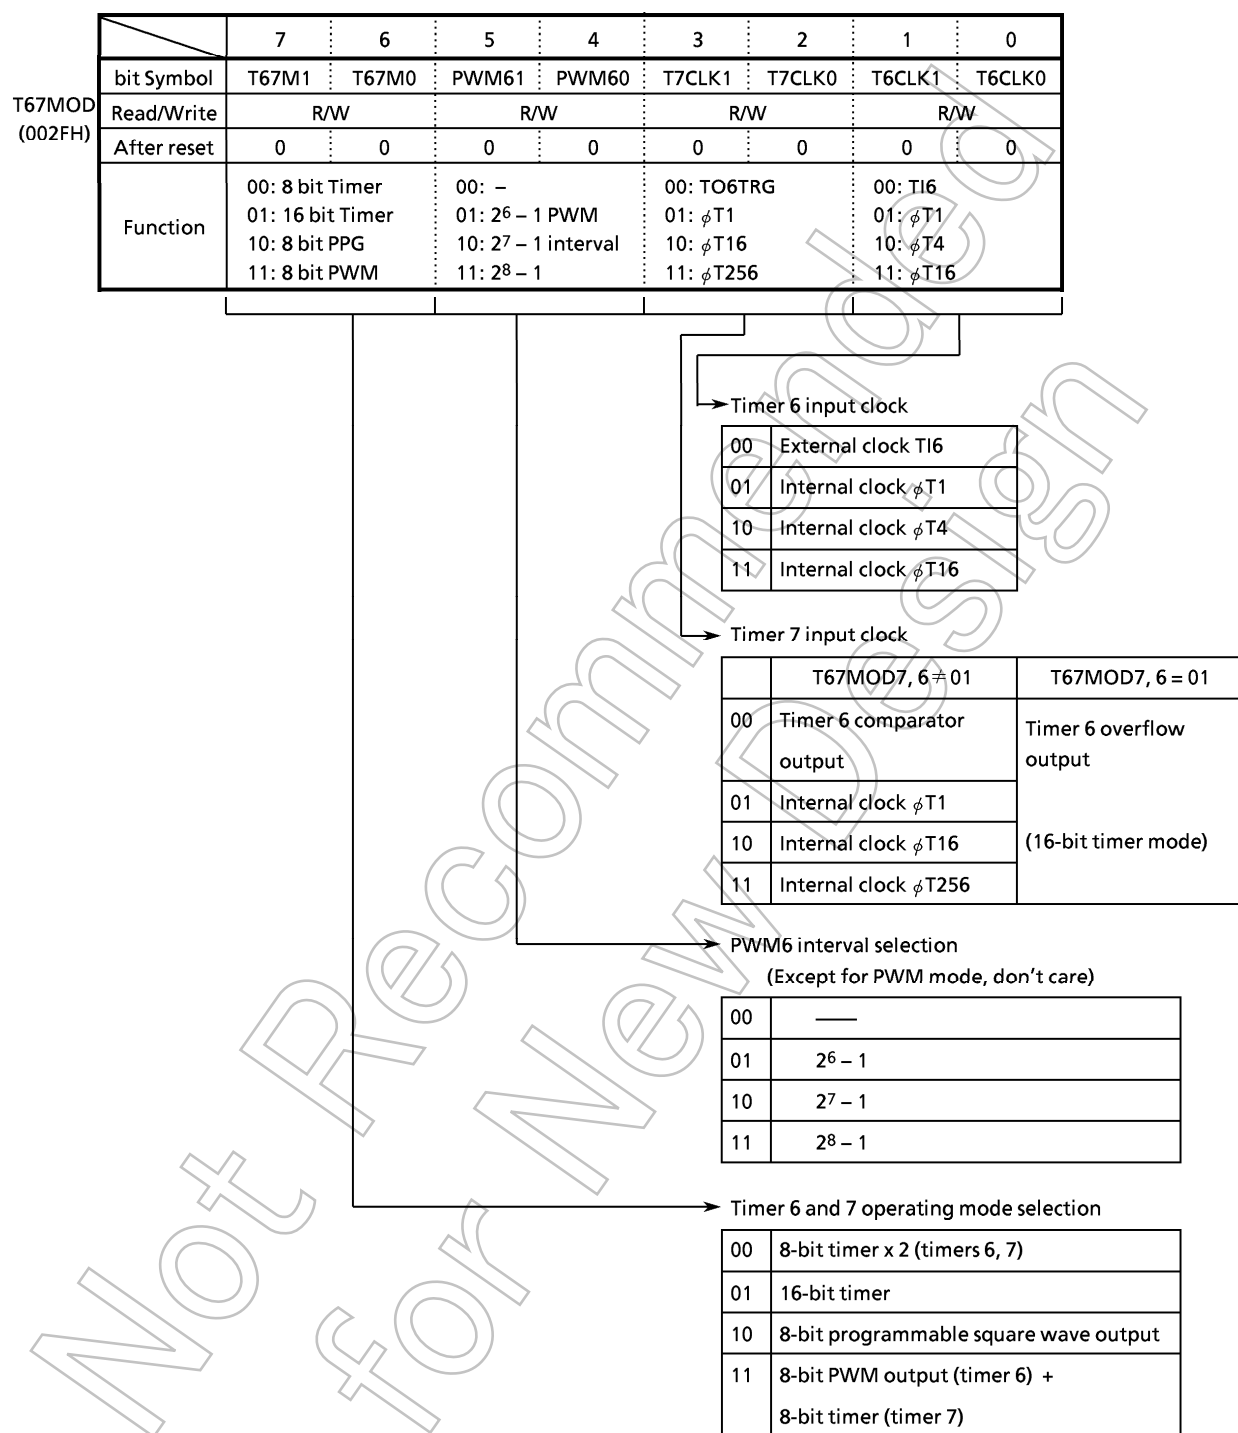 7 6 5 4 3 2 1 0
bit Symbol T67M1 T67M0 PWM61 PWM60 T7CLK1 T7CLK0 T6CLK1 T6CLK0
T67MOD
(002FH)
Read/Write R/W R/W R/W R/W
After reset 0 0 0 0 0 0 0 0
Function
00: 8 bit Timer 00: – 00: TO6TRG 00: TI6
01: 16 bit Timer 01: 2⁶ – 1 PWM 01: ϕT1 01: ϕT1
10: 8 bit PPG 10: 2⁷ – 1 interval 10: ϕT16 10: ϕT4
11: 8 bit PWM 11: 2⁸ – 1 11: ϕT256 11: ϕT16
Timer 6 input clock
00 External clock TI6
01 Internal clock ϕT1
10 Internal clock ϕT4
11 Internal clock ϕT16
Timer 7 input clock
T67MOD7, 6 ≠ 01 T67MOD7, 6 = 01
00 Timer 6 comparator
output
Timer 6 overflow
output
01 Internal clock ϕT1
10 Internal clock ϕT16
(16-bit timer mode)
11 Internal clock ϕT256
PWM6 interval selection
(Except for PWM mode, don't care)
00 ——
01 2⁶ – 1
10 2⁷ – 1
11 2⁸ – 1
Timer 6 and 7 operating mode selection
00 8-bit timer x 2 (timers 6, 7)
01 16-bit timer
10 8-bit programmable square wave output
11 8-bit PWM output (timer 6) +
8-bit timer (timer 7)
Not Recommended
for New Design